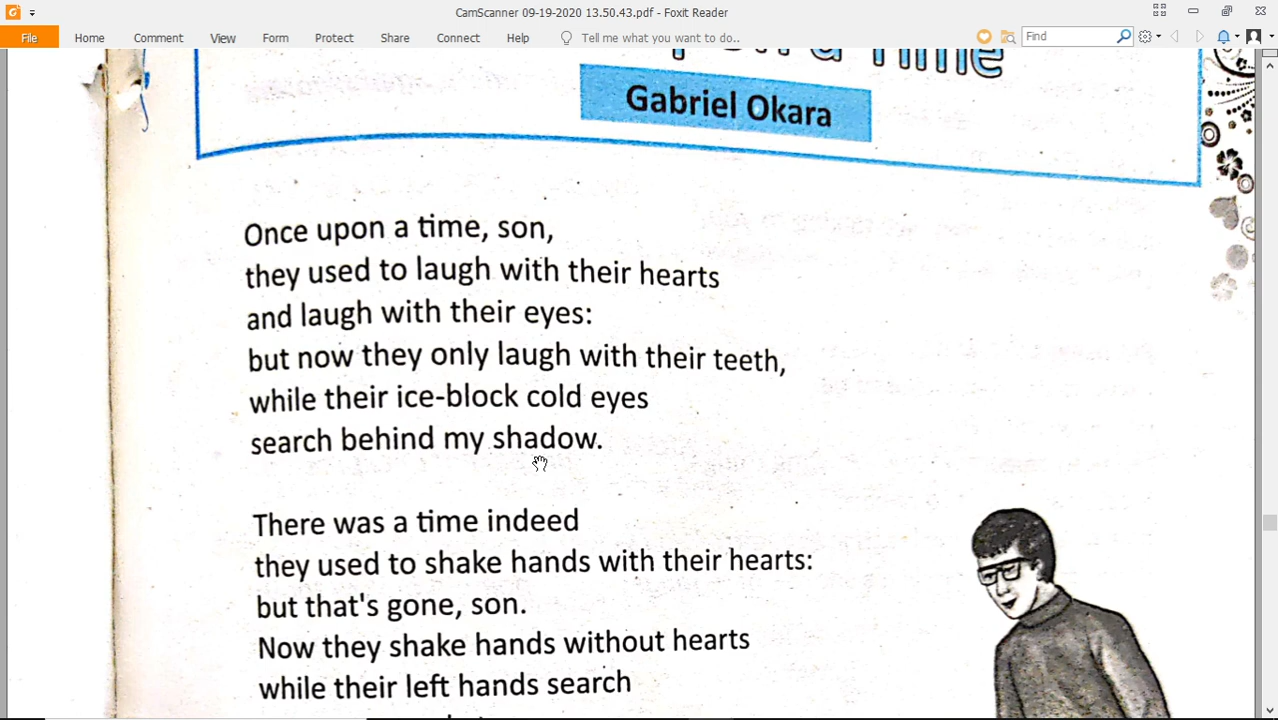 CamScanner 09-19-2020 13.50.43.pdf - Foxit Reader
File Home Comment View Form Protect Share Connect Help Tell me what you want to do.. Find
Gabriel Okara
Once upon a time, son,
they used to laugh with their hearts
and laugh with their eyes:
but now they only laugh with their teeth,
while their ice-block cold eyes
search behind my shadow.
There was a time indeed
they used to shake hands with their hearts:
but that's gone, son.
Now they shake hands without hearts
while their left hands search